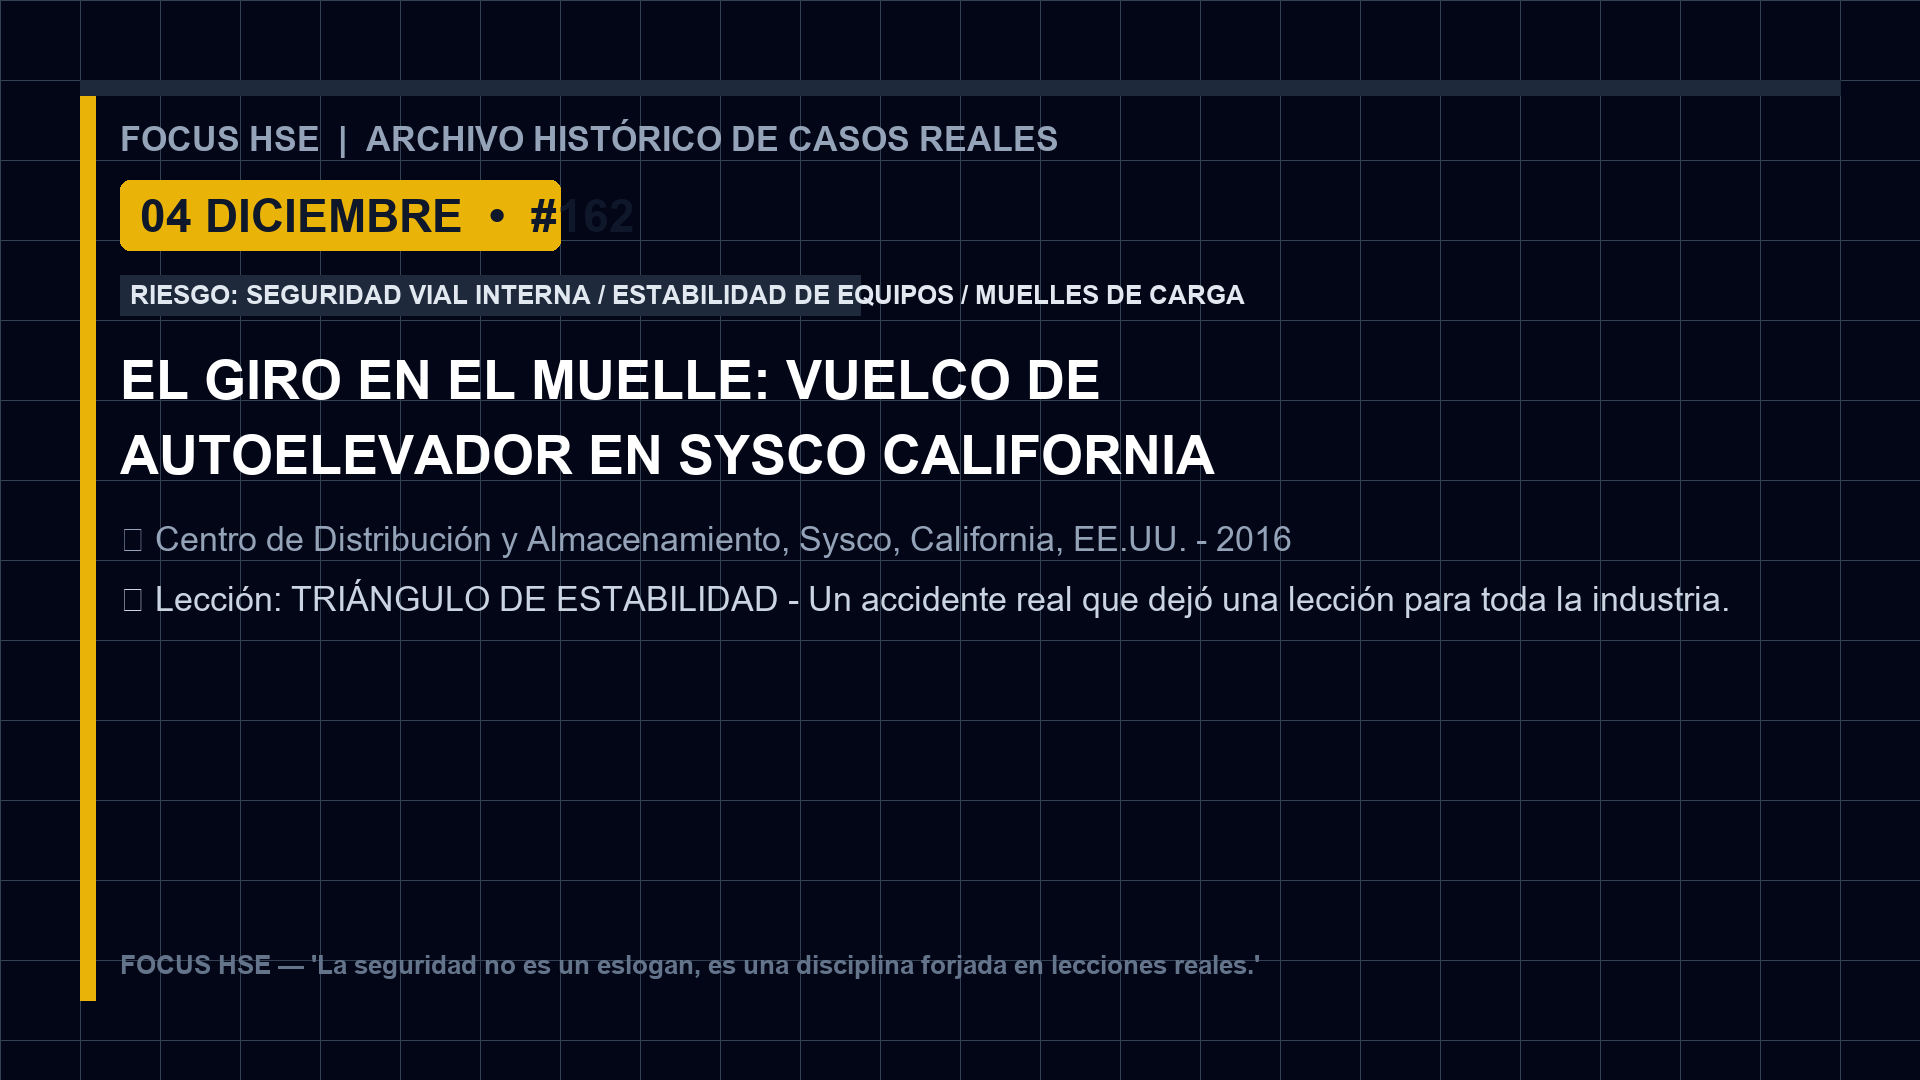 FOCUS HSE | ARCHIVO HISTÓRICO DE CASOS REALES
04 DICIEMBRE • #162
RIESGO: SEGURIDAD VIAL INTERNA / ESTABILIDAD DE EQUIPOS / MUELLES DE CARGA
EL GIRO EN EL MUELLE: VUELCO DE
AUTOELEVADOR EN SYSCO CALIFORNIA
Centro de Distribución y Almacenamiento, Sysco, California, EE.UU. - 2016
Lección: TRIÁNGULO DE ESTABILIDAD - Un accidente real que dejó una lección para toda la industria.
FOCUS HSE — 'La seguridad no es un eslogan, es una disciplina forjada en lecciones reales.'